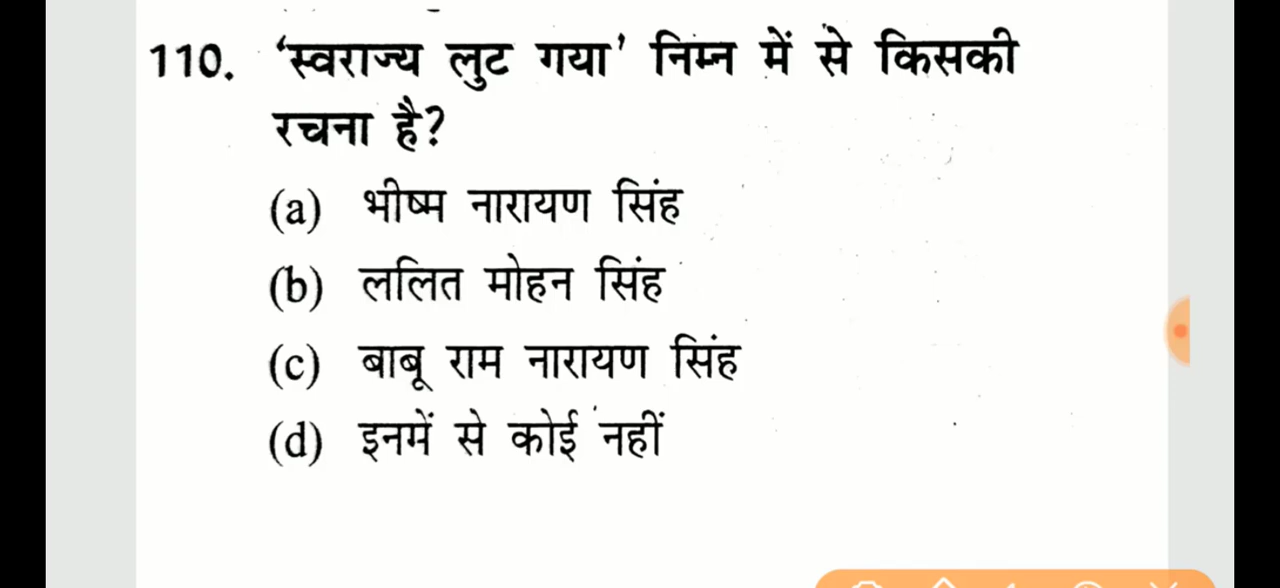 110. 'स्वराज्य लुट गया' निम्न में से किसकी
रचना है?
(a) भीष्म नारायण सिंह
(b) ललित मोहन सिंह
(c) बाबू राम नारायण सिंह
(d) इनमें से कोई नहीं